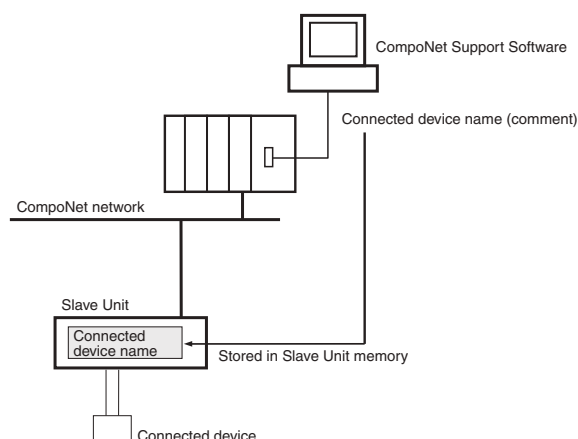 CompoNet Support Software
Connected device name (comment)
CompoNet network
Slave Unit
Connected
device name
Stored in Slave Unit memory
Connected device